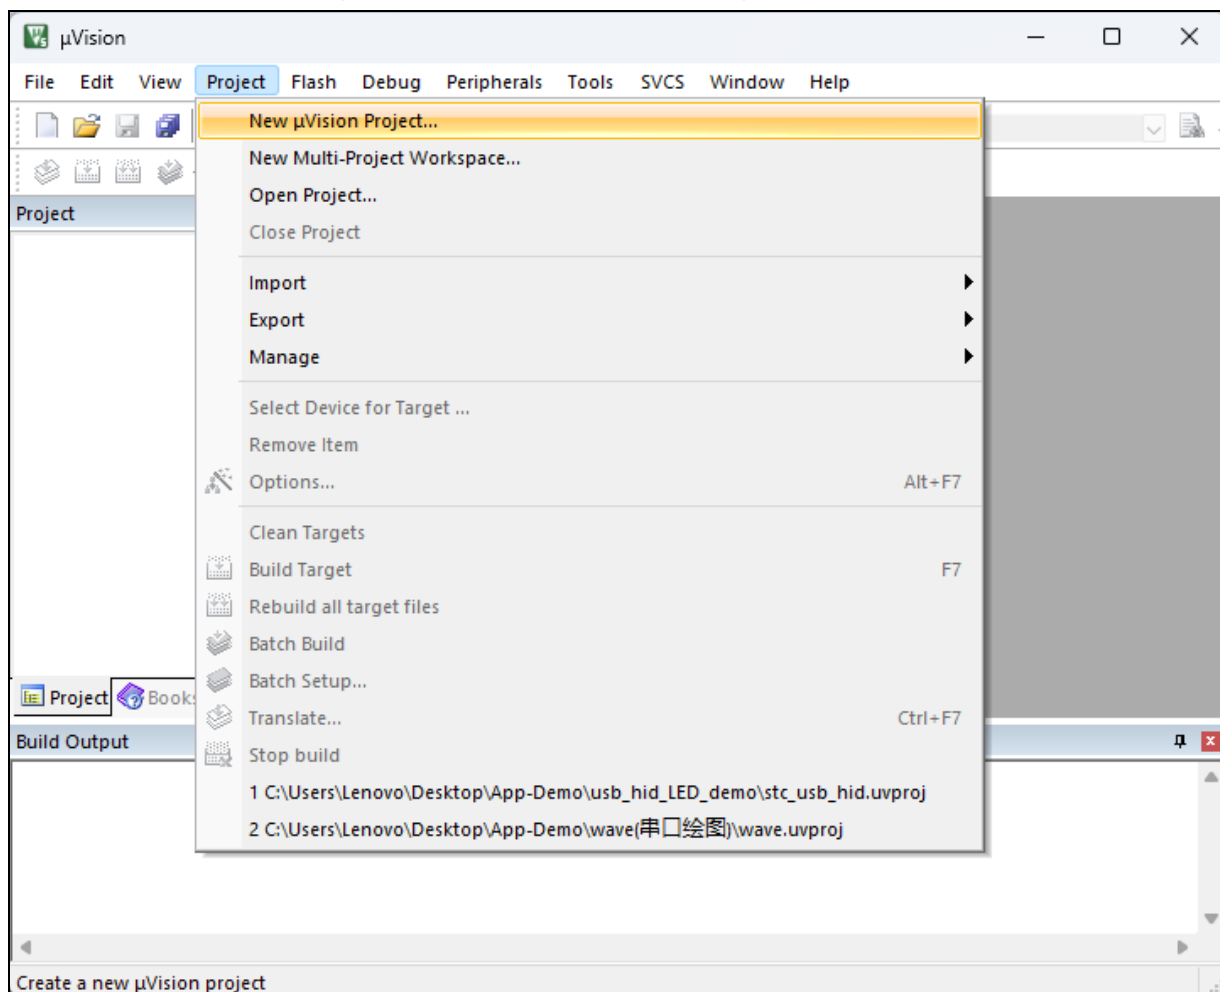 µVision
File Edit View Project Flash Debug Peripherals Tools SVCS Window Help
New µVision Project...
New Multi-Project Workspace...
Open Project...
Close Project
Project
Import
Export
Manage
Select Device for Target ...
Remove Item
Options... Alt+F7
Clean Targets
Build Target F7
Rebuild all target files
Batch Build
Batch Setup...
Translate... Ctrl+F7
Stop build
1 C:\Users\Lenovo\Desktop\App-Demo\usb_hid_LED_demo\stc_usb_hid.uvproj
2 C:\Users\Lenovo\Desktop\App-Demo\wave(串口绘图)\wave.uvproj
Project Books
Build Output
Create a new µVision project